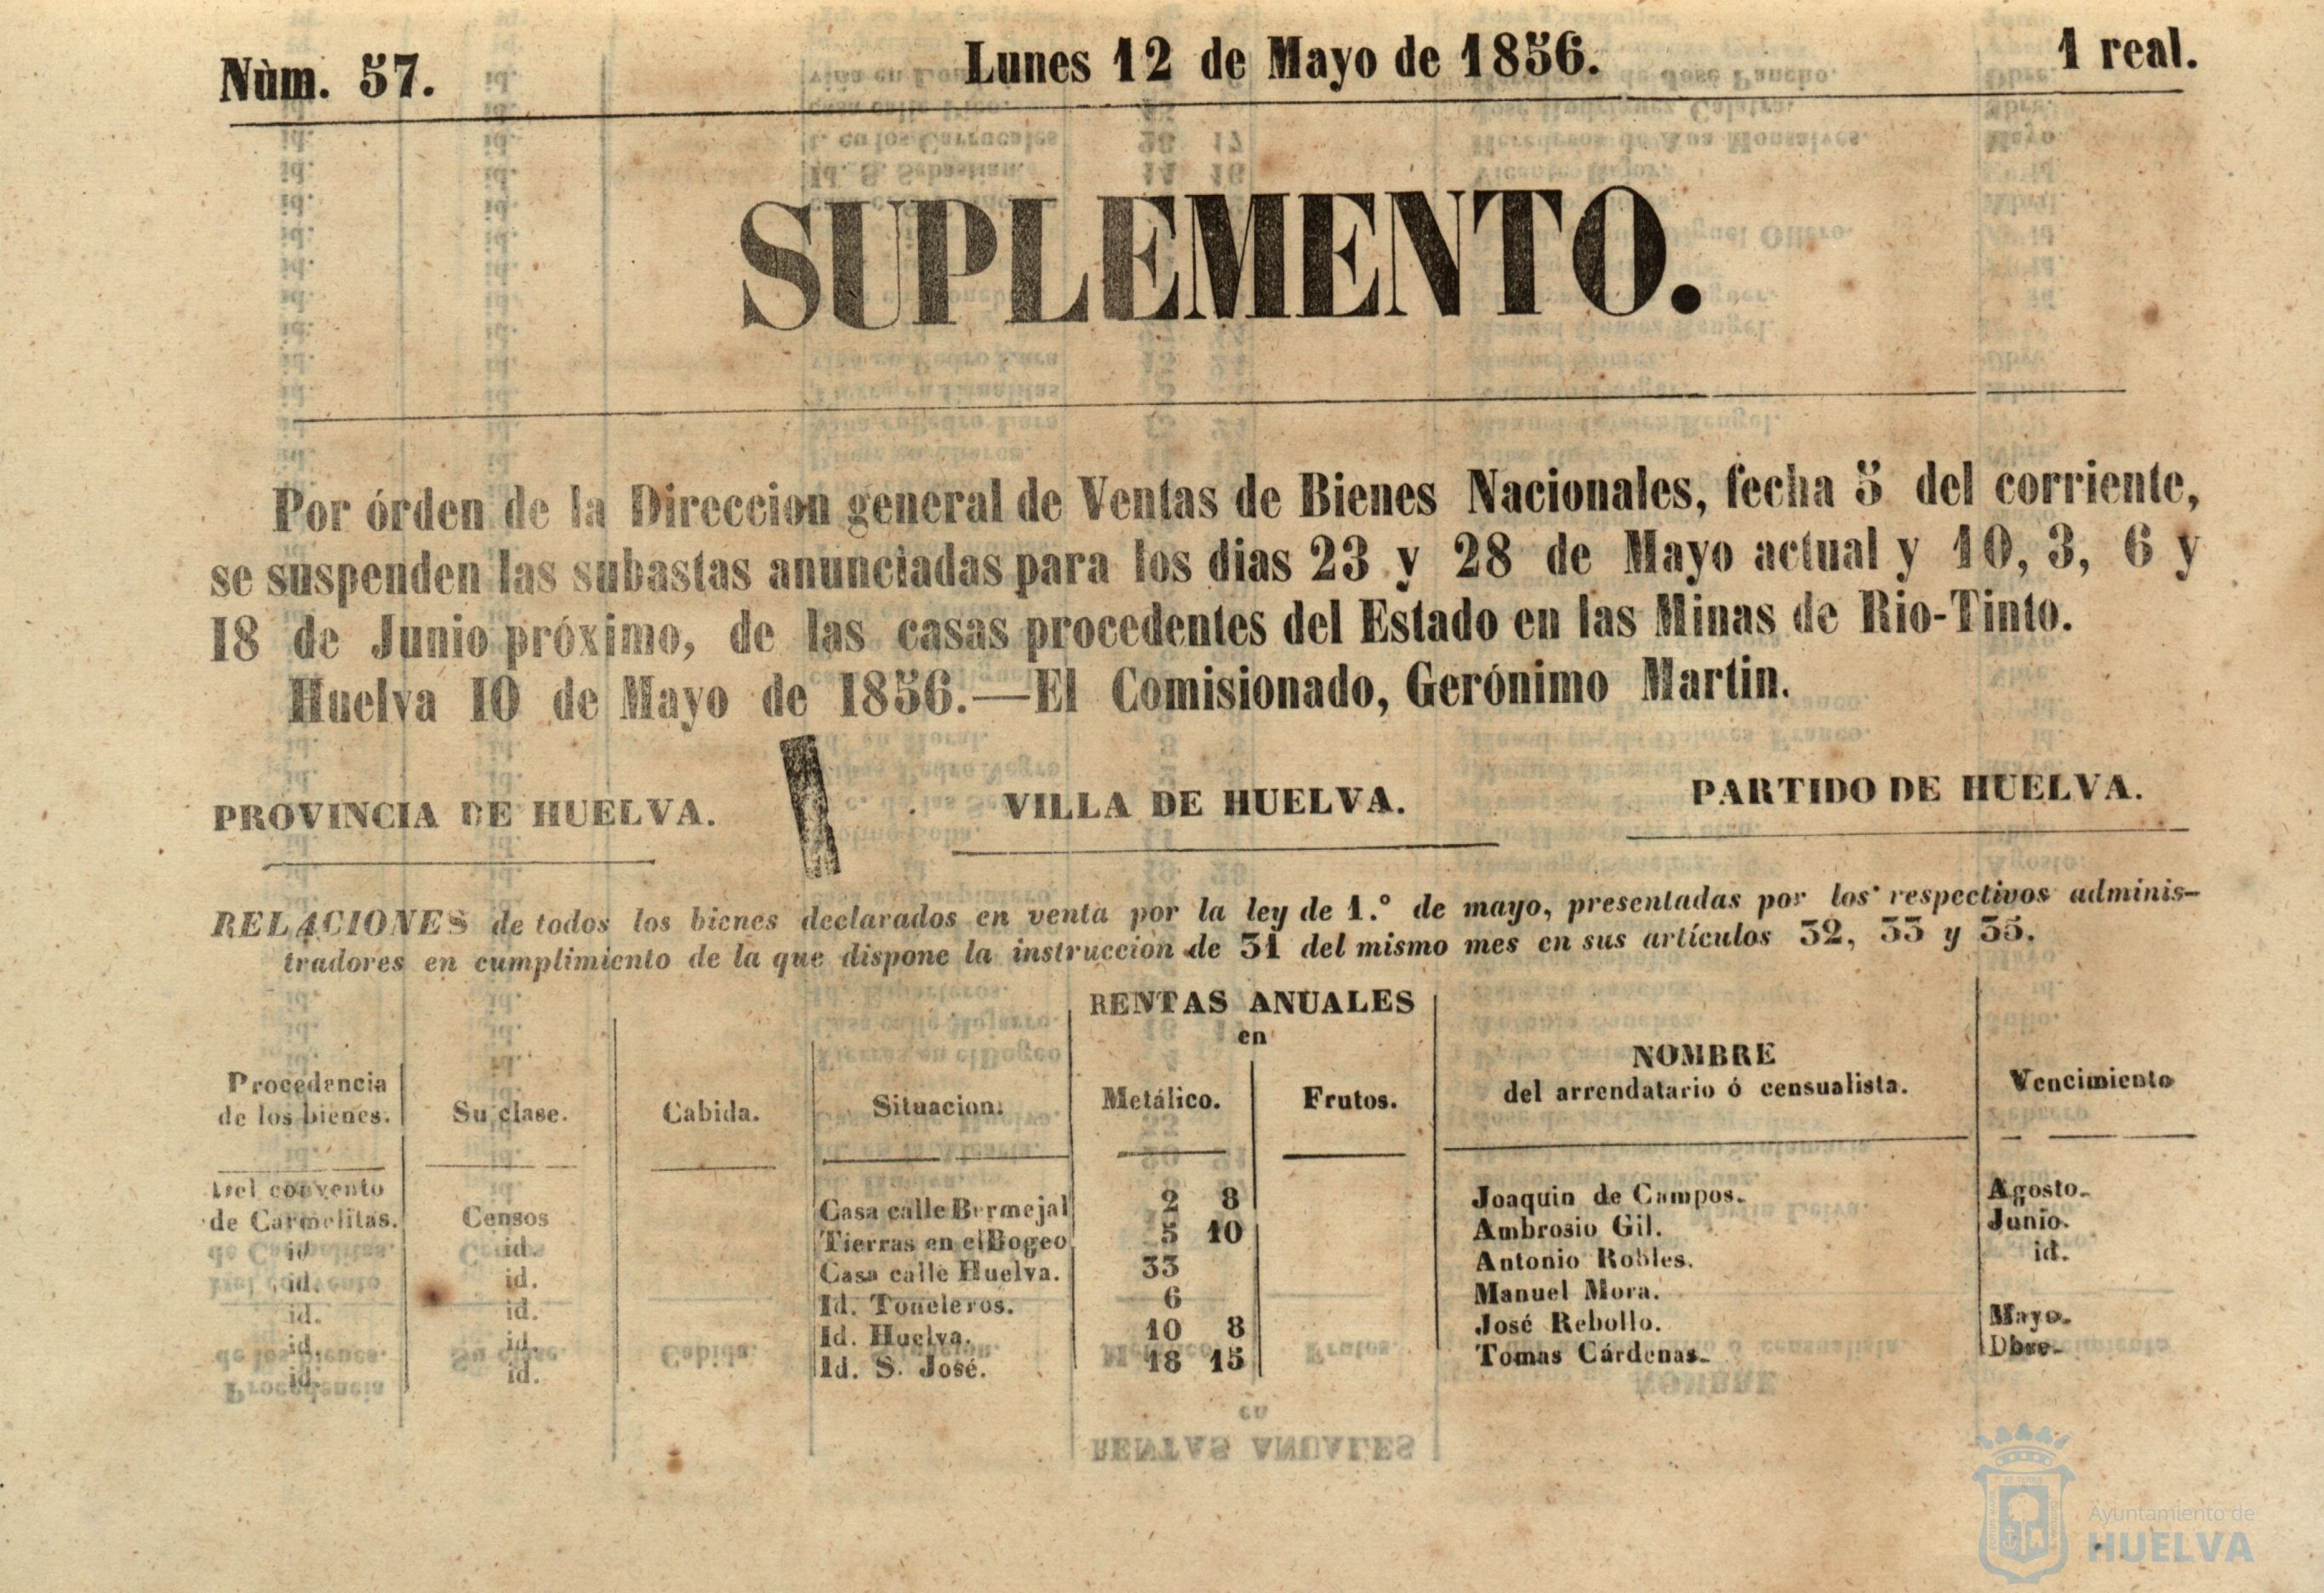 Nùm. 57. Lunes 12 de Mayo de 1856. 1 real.
SUPLEMENTO.
Por órden de la Direccion general de Ventas de Bienes Nacionales, fecha 5 del corriente,
se suspenden las subastas anunciadas para los dias 23 y 28 de Mayo actual y 10, 3, 6 y
18 de Junio próximo, de las casas procedentes del Estado en las Minas de Rio-Tinto.
Huelva 10 de Mayo de 1856.—El Comisionado, Gerónimo Martin.
PROVINCIA DE HUELVA. VILLA DE HUELVA. PARTIDO DE HUELVA.
RELACIONES de todos los bienes declarados en venta por la ley de 1.° de mayo, presentadas por los respectivos adminis-
tradores en cumplimiento de la que dispone la instruccion de 31 del mismo mes en sus artículos 32, 33 y 35.
RENTAS ANUALES
en
Procedencia
de los bienes. Su clase. Cabida. Situacion. Metálico. Frutos. NOMBRE
del arrendatario ó censualista. Vencimiento
Del convento
de Carmelitas. Censos Casa calle Bermejal 2 8 Joaquin de Campos. Agosto.
id. id. Tierras en el Bogeo 5 10 Ambrosio Gil. Junio.
id. id. Casa calle Huelva. 33 Antonio Robles. id.
id. id. Id. Toneleros. 6 Manuel Mora.
id. id. Id. Huelva. 10 8 José Rebollo. Mayo.
id. id. Id. S. José. 18 15 Tomas Cárdenas. Dbre.
Ayuntamiento de
HUELVA